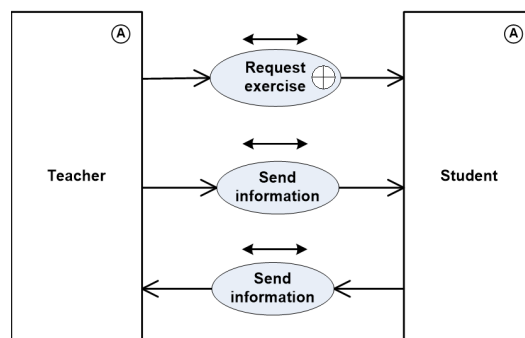 A
A
Request
exercise
Teacher
Send
information
Student
Send
information